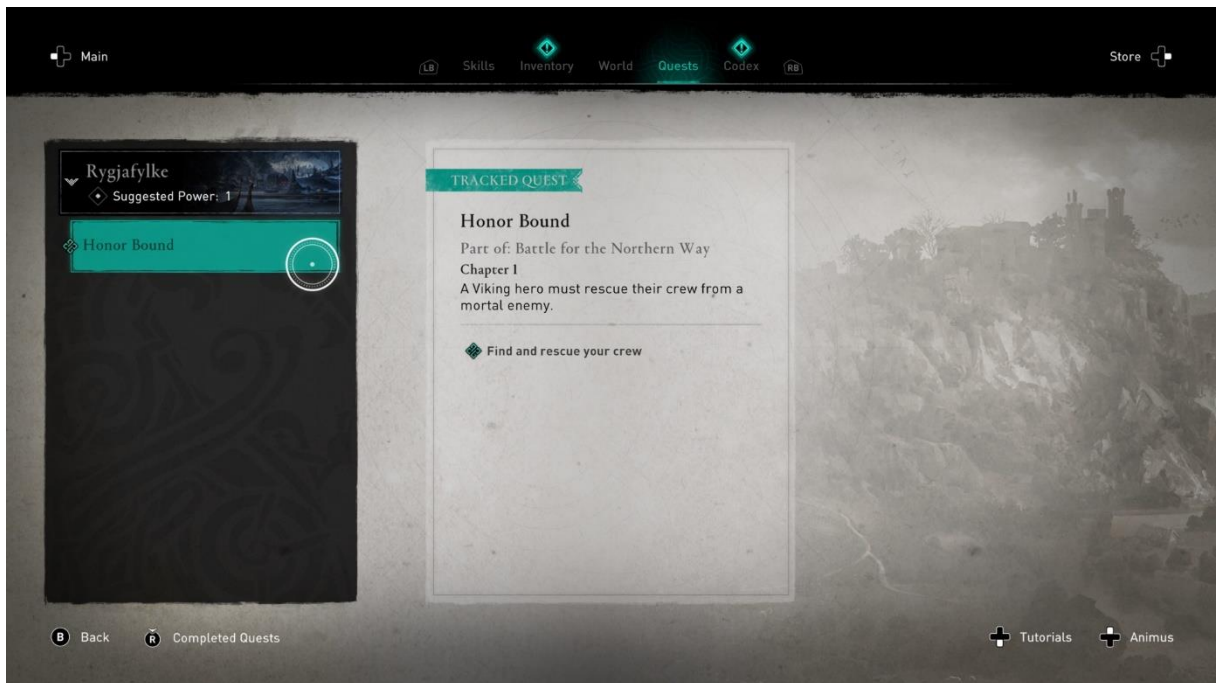 Main
LB Skills Inventory World Quests Codex RB
Store
Rygjafylke
Suggested Power: 1
Honor Bound
TRACKED QUEST
Honor Bound
Part of: Battle for the Northern Way
Chapter 1
A Viking hero must rescue their crew from a
mortal enemy.
Find and rescue your crew
B Back R Completed Quests
Tutorials Animus